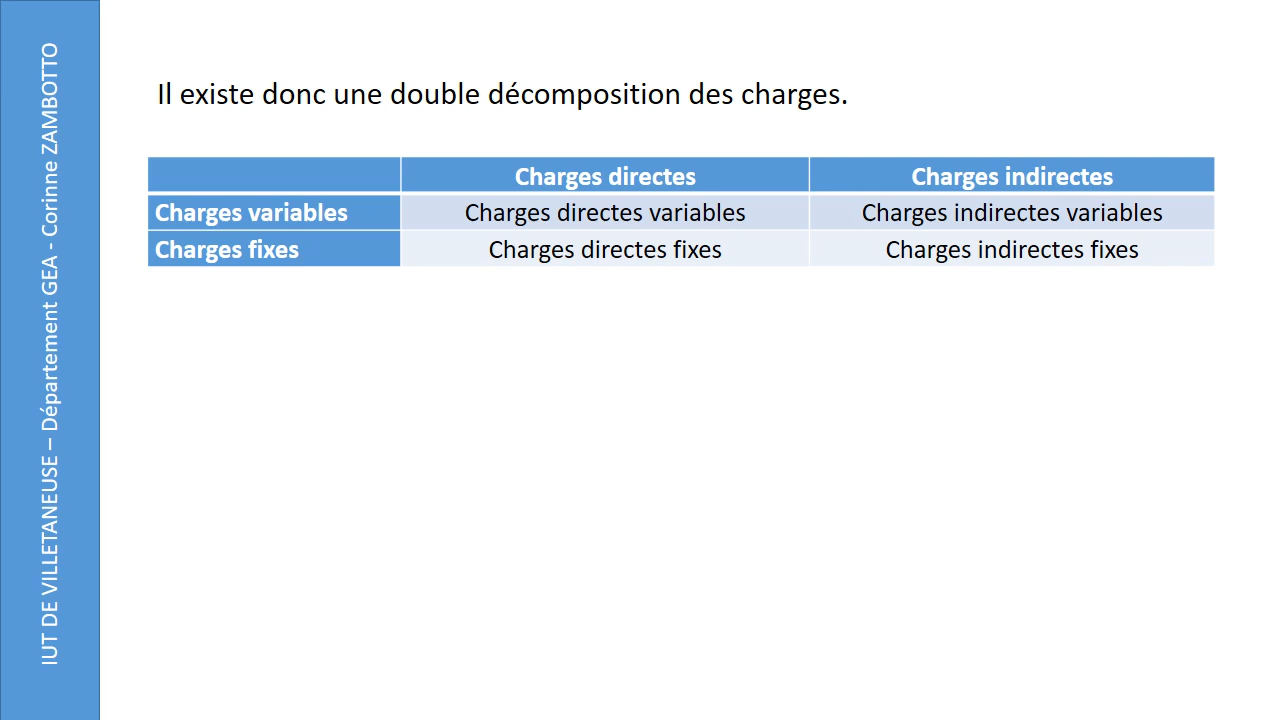 IUT DE VILLETANEUSE – Département GEA - Corinne ZAMBOTTO
Il existe donc une double décomposition des charges.
Charges directes Charges indirectes
Charges variables Charges directes variables Charges indirectes variables
Charges fixes Charges directes fixes Charges indirectes fixes